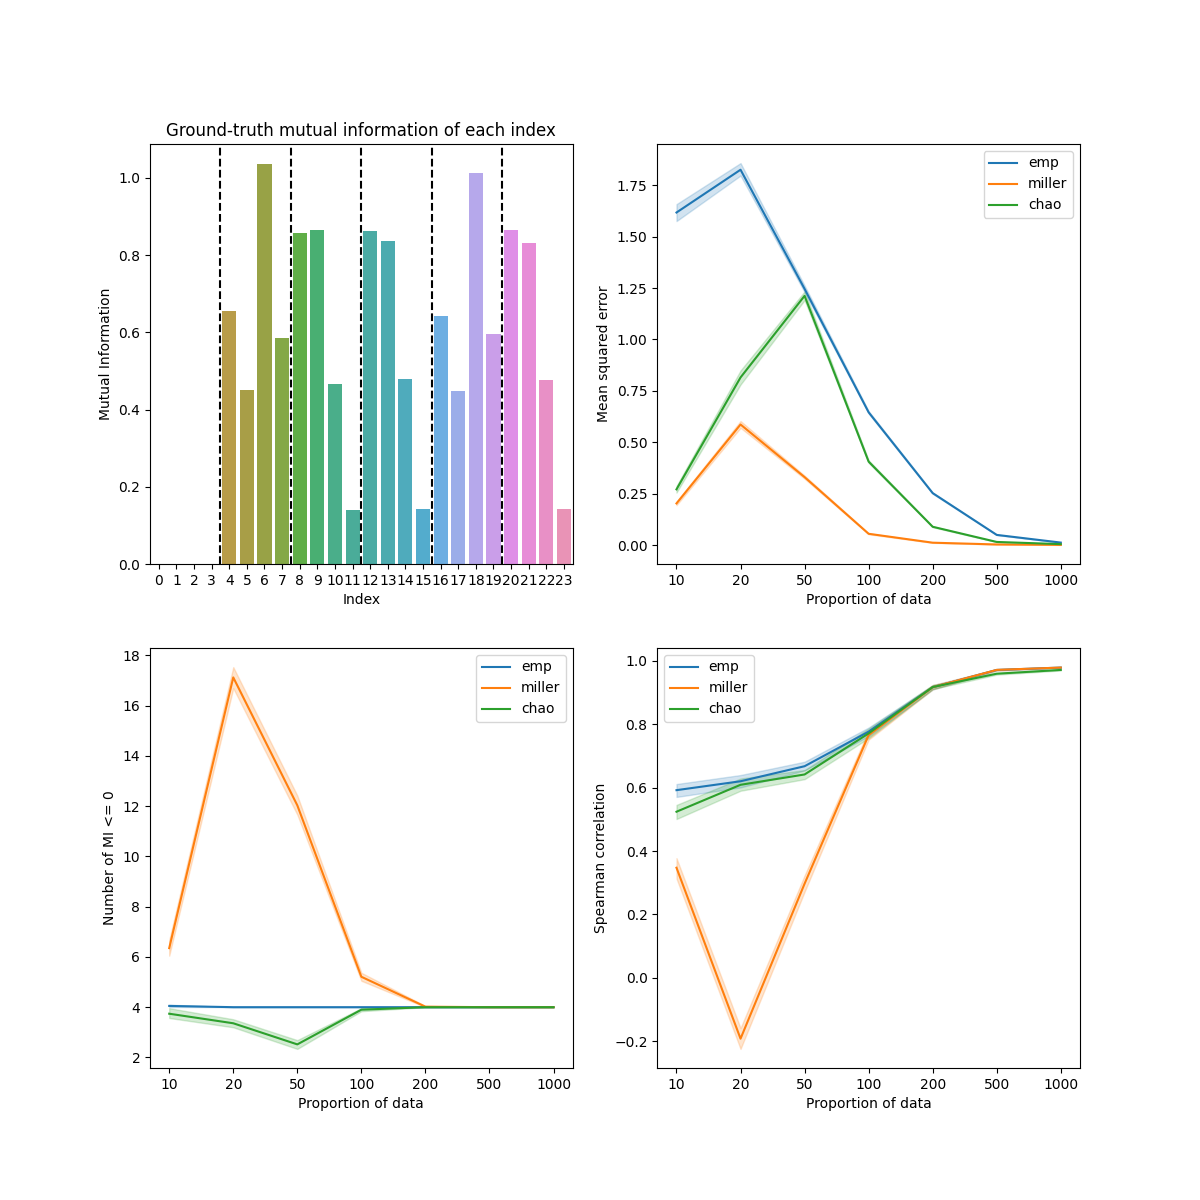 Ground-truth mutual information of each index
Mutual Information
1.0
0.8
0.6
0.4
0.2
0.0
0 1 2 3 4 5 6 7 8 9 10 11 12 13 14 15 16 17 18 19 20 21 22 23
Index
Mean squared error
1.75
1.50
1.25
1.00
0.75
0.50
0.25
0.00
emp
miller
chao
10 20 50 100 200 500 1000
Proportion of data
Number of MI <= 0
18
16
14
12
10
8
6
4
2
emp
miller
chao
10 20 50 100 200 500 1000
Proportion of data
Spearman correlation
1.0
0.8
0.6
0.4
0.2
0.0
−0.2
emp
miller
chao
10 20 50 100 200 500 1000
Proportion of data